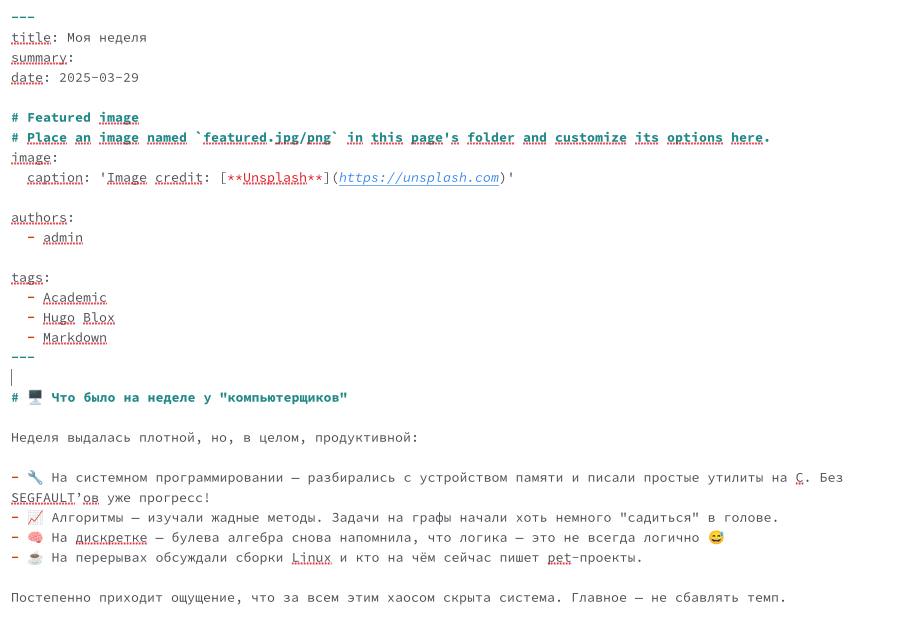 ---
title: Моя неделя
summary:
date: 2025-03-29
# Featured image
# Place an image named `featured.jpg/png` in this page's folder and customize its options here.
image:
  caption: 'Image credit: [**Unsplash**](https://unsplash.com)'
authors:
  - admin
tags:
  - Academic
  - Hugo Blox
  - Markdown
---
# 🖥️ Что было на неделе у "компьютерщиков"
Неделя выдалась плотной, но, в целом, продуктивной:
- 🔧 На системном программировании — разбирались с устройством памяти и писали простые утилиты на C. Без
SEGFAULT’ов уже прогресс!
- 📈 Алгоритмы — изучали жадные методы. Задачи на графы начали хоть немного "садиться" в голове.
- 🧠 На дискретке — булева алгебра снова напомнила, что логика — это не всегда логично 😅
- ☕ На перерывах обсуждали сборки Linux и кто на чём сейчас пишет pet-проекты.
Постепенно приходит ощущение, что за всем этим хаосом скрыта система. Главное — не сбавлять темп.